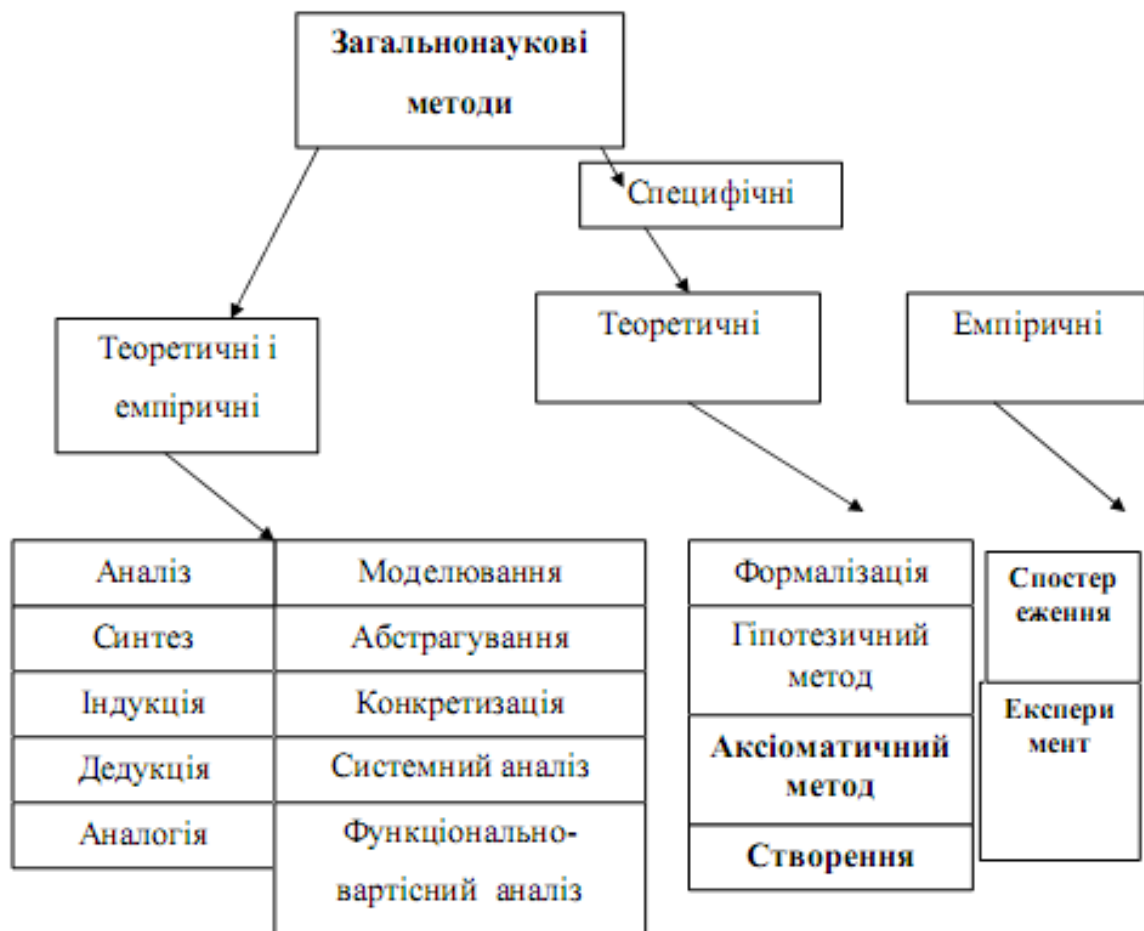 Загальнонаукові
методи
Специфічні
Теоретичні і
емпіричні
Теоретичні
Емпіричні
Аналіз
Синтез
Індукція
Дедукція
Аналогія
Моделювання
Абстрагування
Конкретизація
Системний аналіз
Функціонально-
вартісний аналіз
Формалізація
Гіпотезичний
метод
Аксіоматичний
метод
Створення
Спостер
еження
Експери
мент